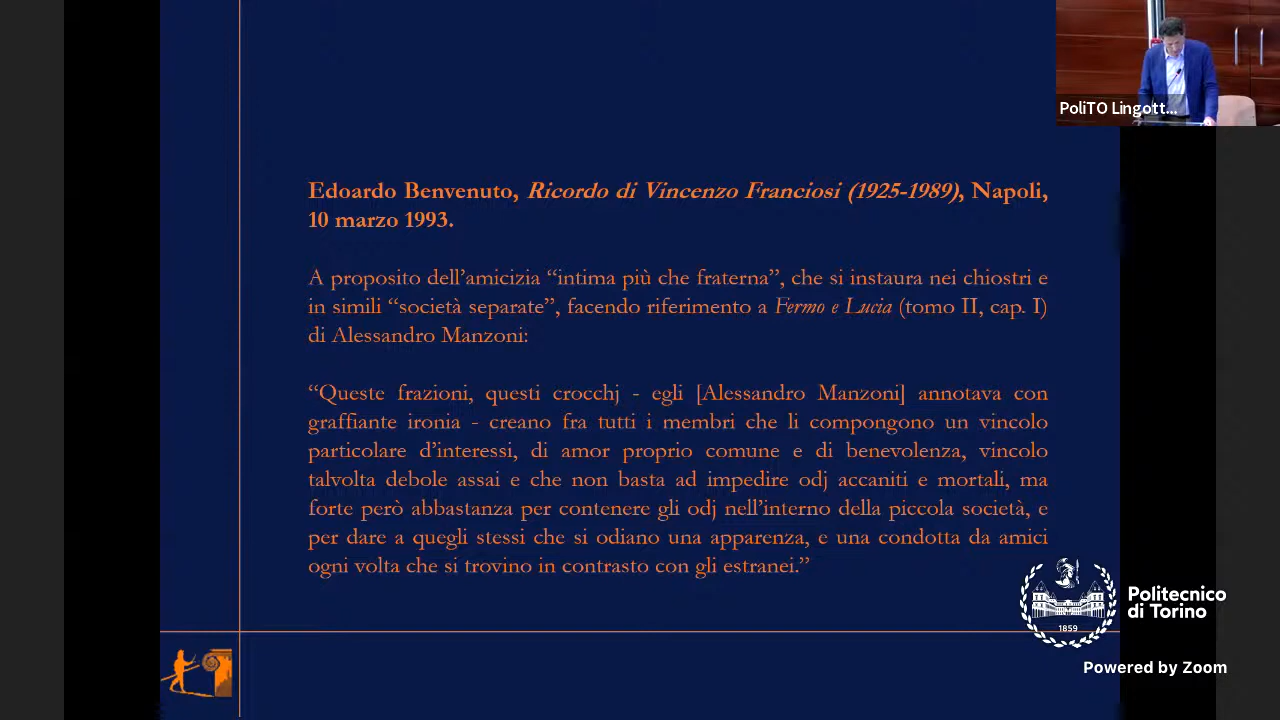 PoliTO Lingott...
Edoardo Benvenuto, Ricordo di Vincenzo Franciosi (1925-1989), Napoli,
10 marzo 1993.
A proposito dell’amicizia “intima più che fraterna”, che si instaura nei chiostri e
in simili “società separate”, facendo riferimento a Fermo e Lucia (tomo II, cap. I)
di Alessandro Manzoni:
“Queste frazioni, questi crocchj - egli [Alessandro Manzoni] annotava con
graffiante ironia - creano fra tutti i membri che li compongono un vincolo
particolare d’interessi, di amor proprio comune e di benevolenza, vincolo
talvolta debole assai e che non basta ad impedire odj accaniti e mortali, ma
forte però abbastanza per contenere gli odj nell’interno della piccola società, e
per dare a quegli stessi che si odiano una apparenza, e una condotta da amici
ogni volta che si trovino in contrasto con gli estranei.”
Politecnico
di Torino
1859
Powered by Zoom